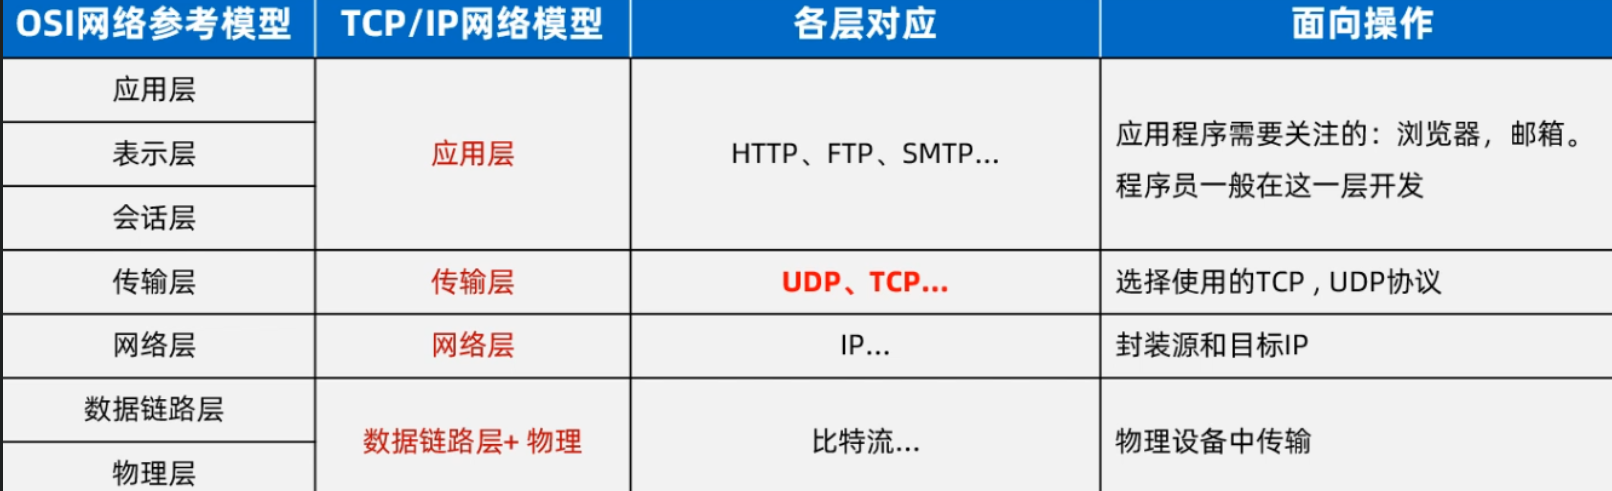 OSI网络参考模型
TCP/IP网络模型
各层对应
面向操作
应用层
表示层
会话层
应用层
HTTP、FTP、SMTP...
应用程序需要关注的：浏览器，邮箱。
程序员一般在这一层开发
传输层
传输层
UDP、TCP...
选择使用的TCP , UDP协议
网络层
网络层
IP...
封装源和目标IP
数据链路层
物理层
数据链路层+ 物理
比特流...
物理设备中传输